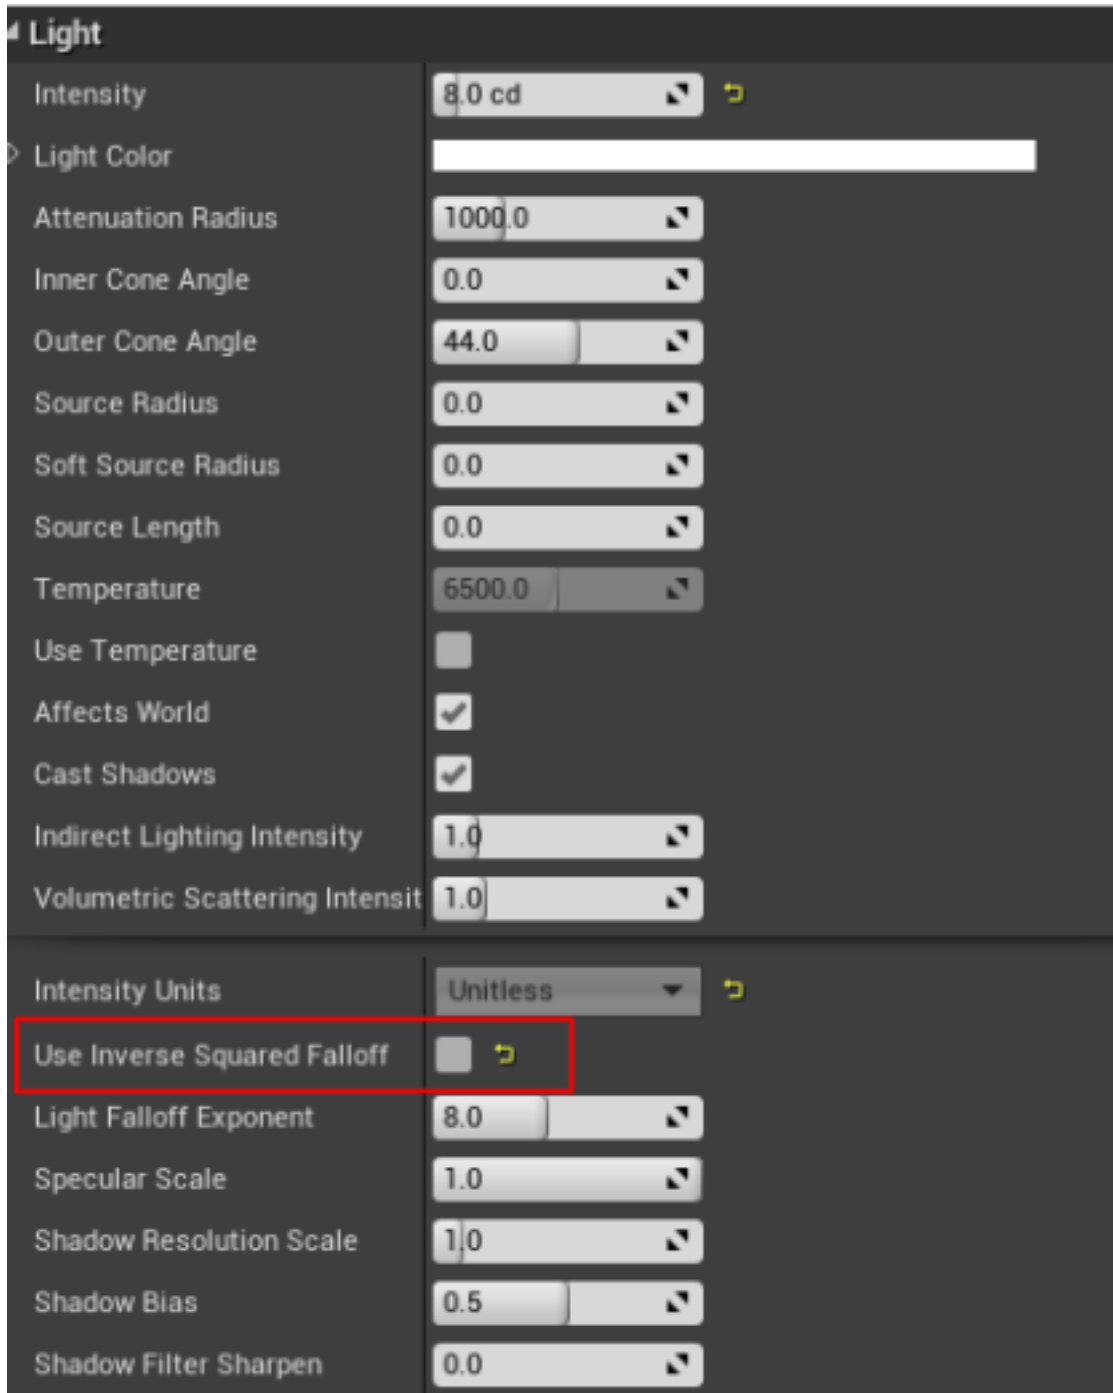 Light
Intensity 8.0 cd
Light Color
Attenuation Radius 1000.0
Inner Cone Angle 0.0
Outer Cone Angle 44.0
Source Radius 0.0
Soft Source Radius 0.0
Source Length 0.0
Temperature 6500.0
Use Temperature
Affects World
Cast Shadows
Indirect Lighting Intensity 1.0
Volumetric Scattering Intensit 1.0
Intensity Units Unitless
Use Inverse Squared Falloff
Light Falloff Exponent 8.0
Specular Scale 1.0
Shadow Resolution Scale 1.0
Shadow Bias 0.5
Shadow Filter Sharpen 0.0